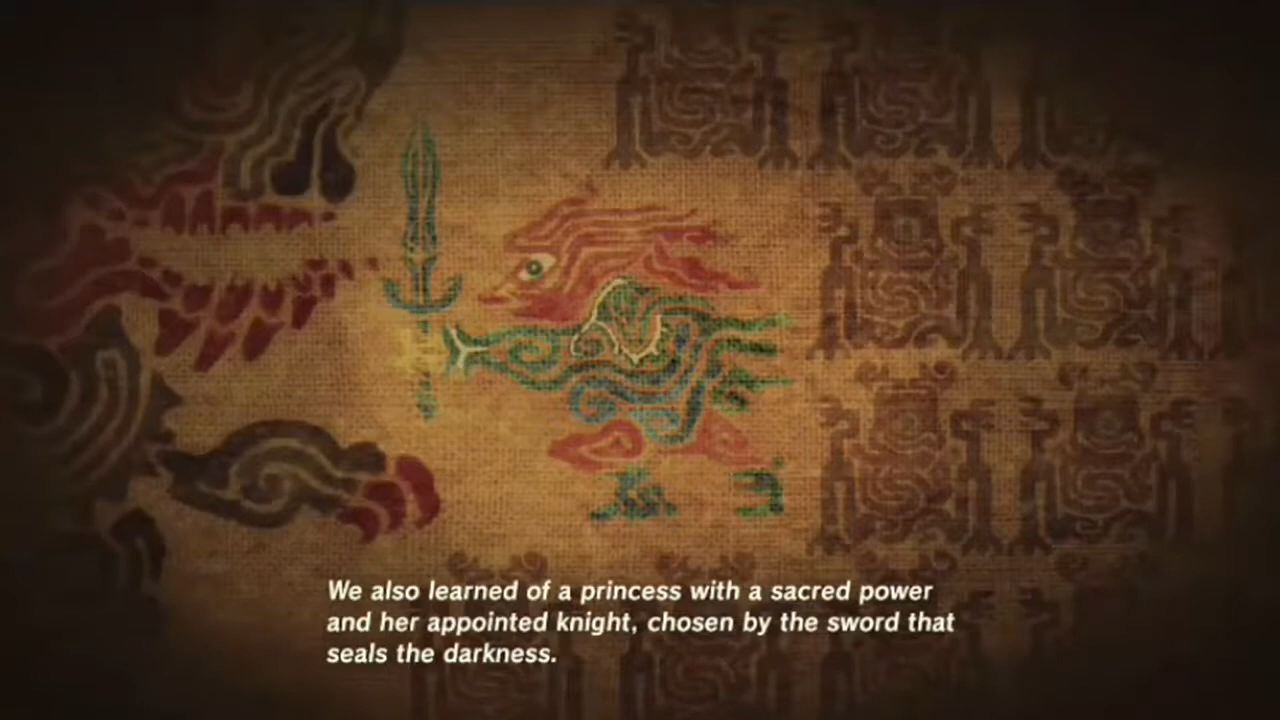 We also learned of a princess with a sacred power
and her appointed knight, chosen by the sword that
seals the darkness.